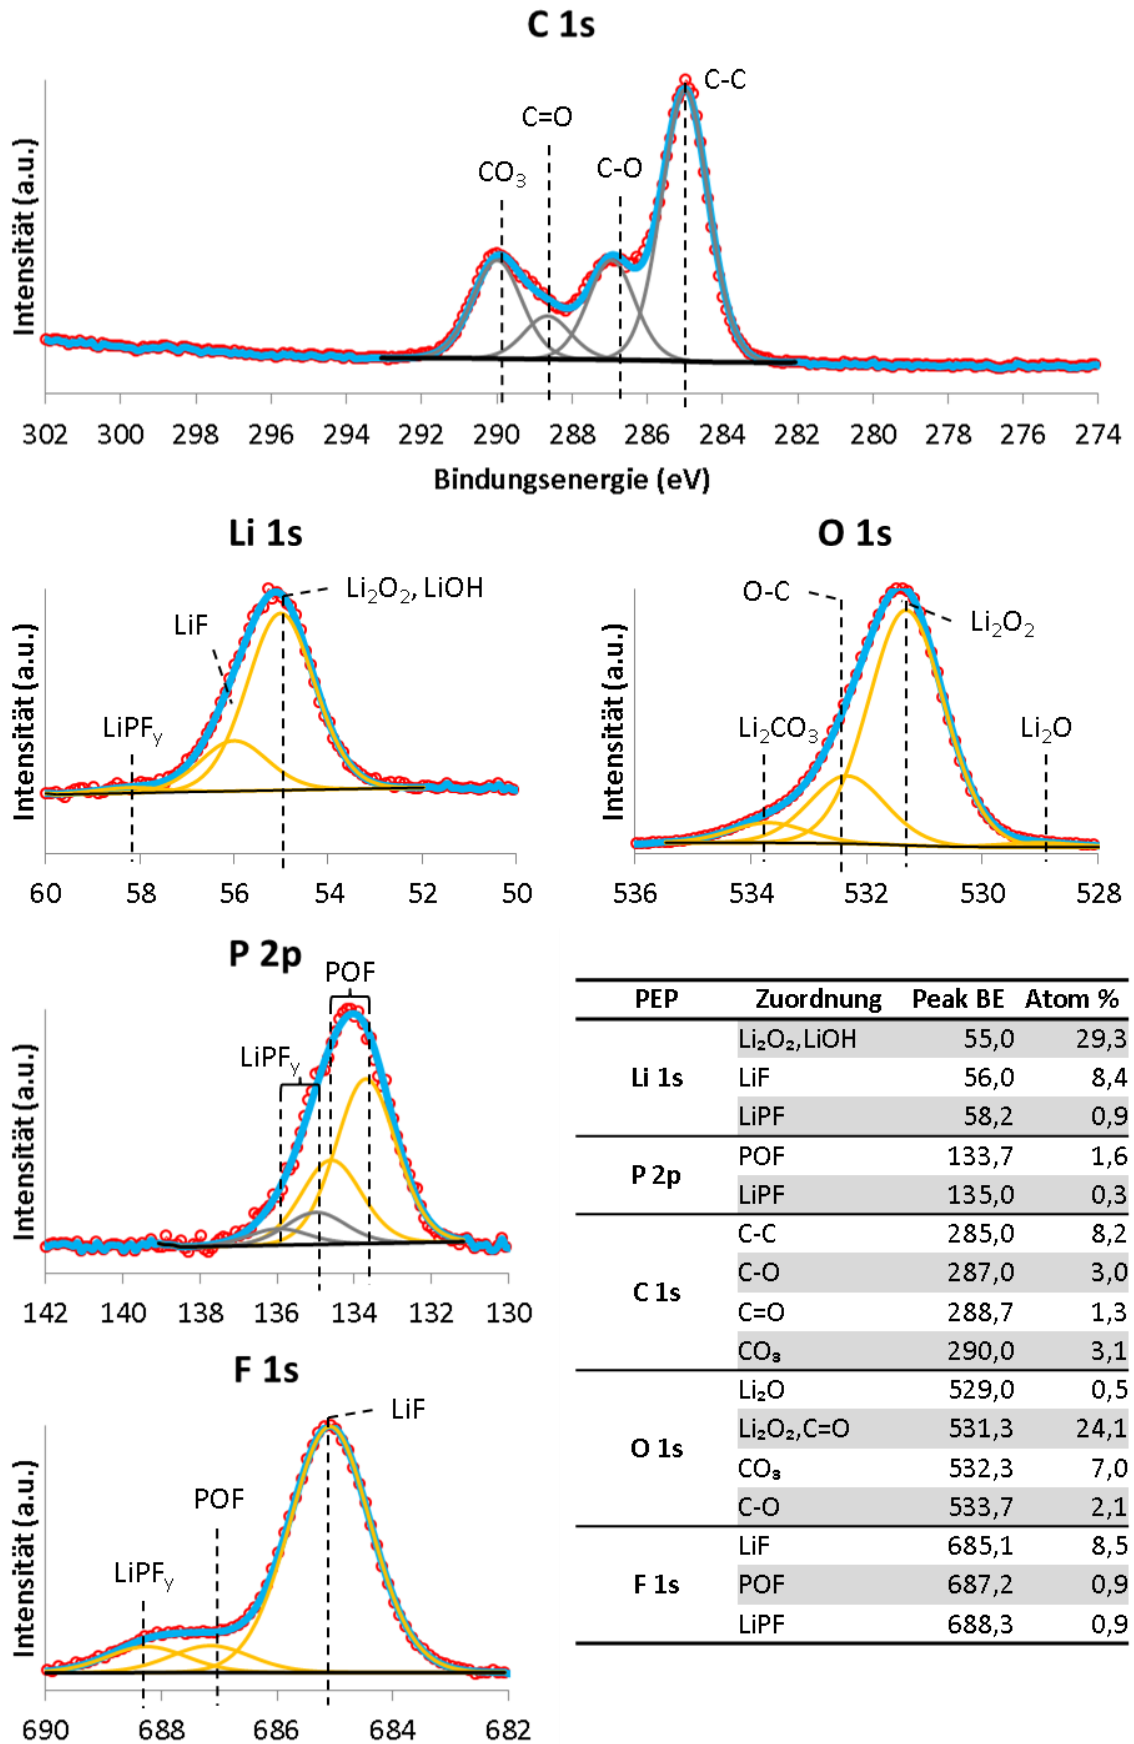 C 1s
Intensität (a.u.)
C-C
C=O
CO₃
C-O
302 300 298 296 294 292 290 288 286 284 282 280 278 276 274
Bindungsenergie (eV)
Li 1s
Intensität (a.u.)
Li₂O₂, LiOH
LiF
LiPFᵧ
60 58 56 54 52 50
O 1s
Intensität (a.u.)
O-C
Li₂O₂
Li₂CO₃
Li₂O
536 534 532 530 528
P 2p
Intensität (a.u.)
POF
LiPFᵧ
142 140 138 136 134 132 130
F 1s
Intensität (a.u.)
LiF
POF
LiPFᵧ
690 688 686 684 682
PEP Zuordnung Peak BE Atom %
Li 1s
Li₂O₂,LiOH 55,0 29,3
LiF 56,0 8,4
LiPF 58,2 0,9
P 2p
POF 133,7 1,6
LiPF 135,0 0,3
C 1s
C-C 285,0 8,2
C-O 287,0 3,0
C=O 288,7 1,3
CO₃ 290,0 3,1
O 1s
Li₂O 529,0 0,5
Li₂O₂,C=O 531,3 24,1
CO₃ 532,3 7,0
C-O 533,7 2,1
F 1s
LiF 685,1 8,5
POF 687,2 0,9
LiPF 688,3 0,9